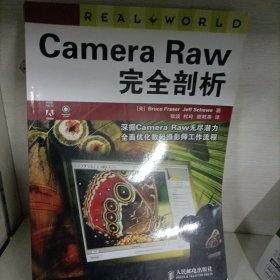 REAL WORLD
Camera Raw
完全剖析
[美] Bruce Fraser Jeff Schewe 著
深掘Camera Raw无尽潜力
全面优化数码摄影师工作流程
人民邮电出版社